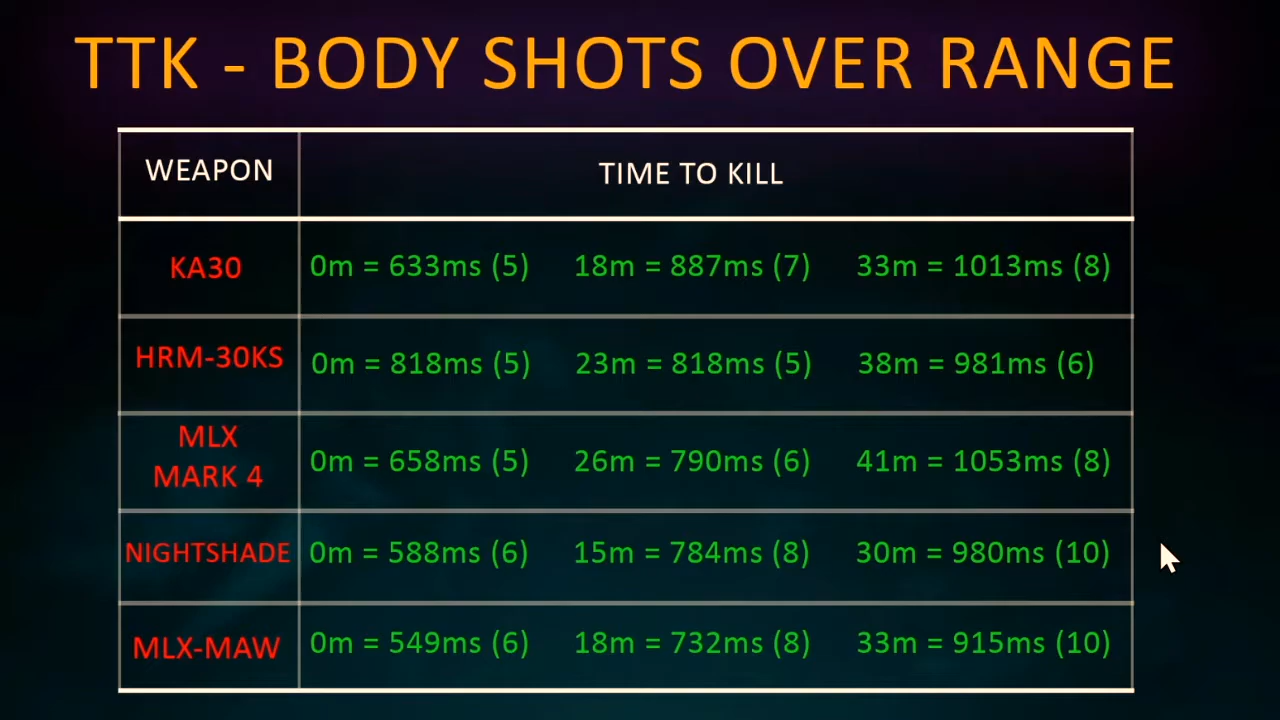 TTK - BODY SHOTS OVER RANGE
WEAPON TIME TO KILL
KA30 0m = 633ms (5) 18m = 887ms (7) 33m = 1013ms (8)
HRM-30KS 0m = 818ms (5) 23m = 818ms (5) 38m = 981ms (6)
MLX
MARK 4 0m = 658ms (5) 26m = 790ms (6) 41m = 1053ms (8)
NIGHTSHADE 0m = 588ms (6) 15m = 784ms (8) 30m = 980ms (10)
MLX-MAW 0m = 549ms (6) 18m = 732ms (8) 33m = 915ms (10)